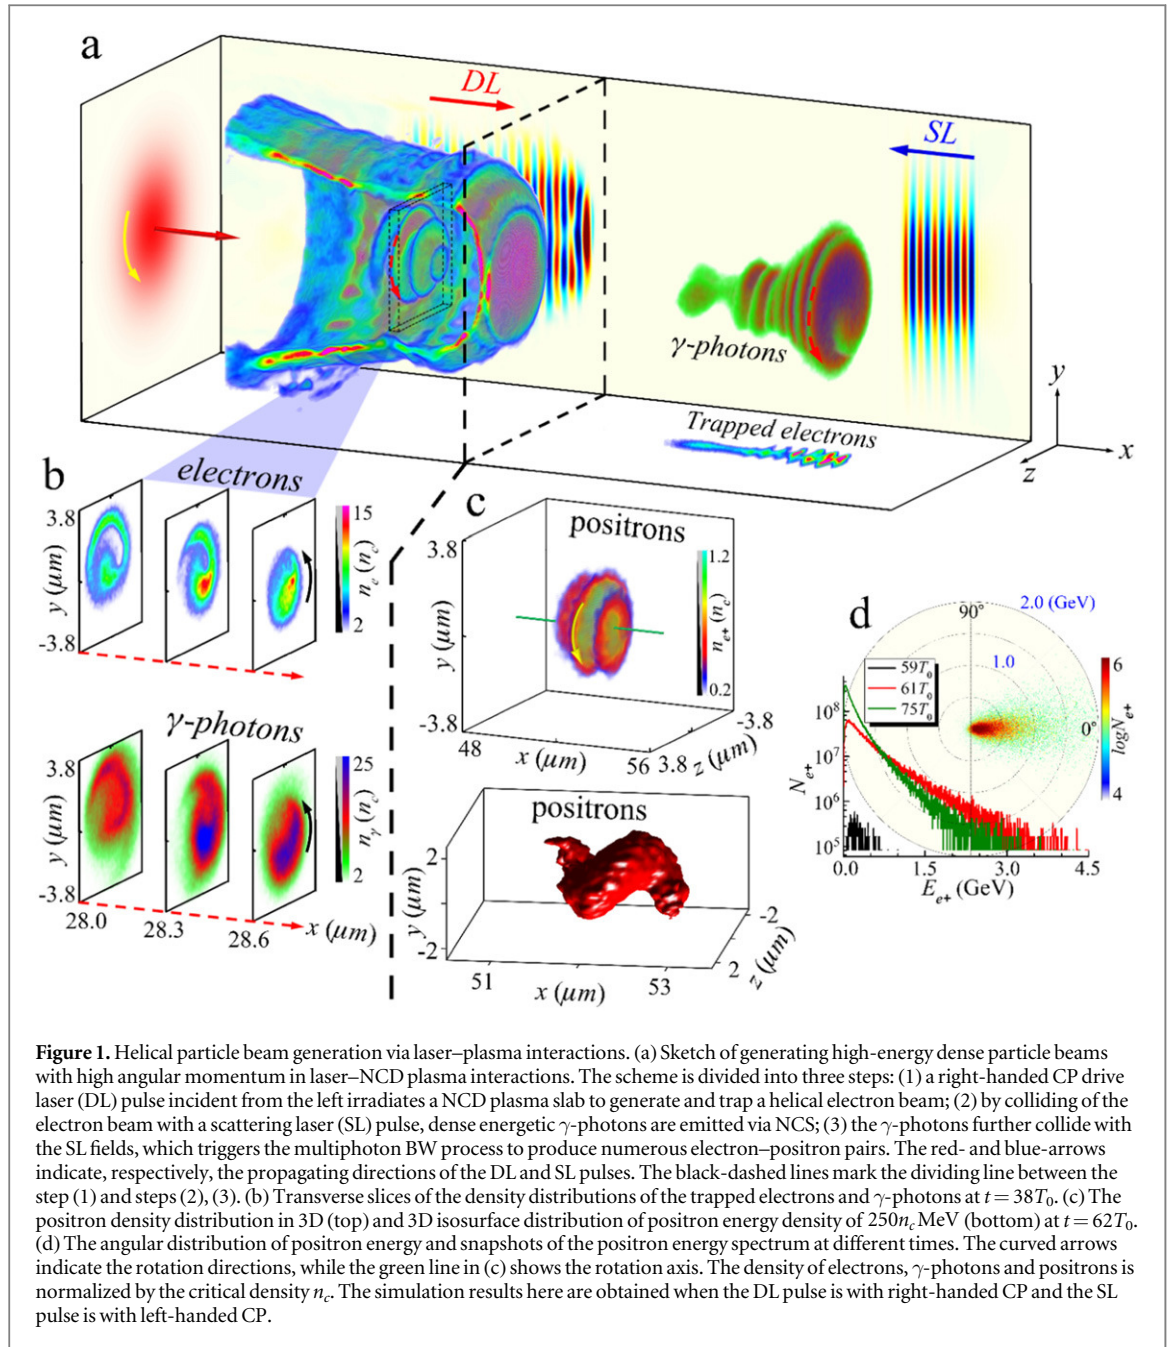 a
DL
SL
γ-photons
Trapped electrons
y
x
z
b
electrons
3.8
y (μm)
-3.8
15
n_e (n_c)
2
γ-photons
3.8
y (μm)
-3.8
25
n_γ (n_c)
2
28.0
28.3
28.6
x (μm)
c
positrons
3.8
y (μm)
-3.8
1.2
n_e+ (n_c)
0.2
48
x (μm)
56
3.8
z (μm)
-3.8
positrons
2
y (μm)
-2
51
x (μm)
53
2
z (μm)
-2
d
90°
2.0 (GeV)
1.0
0°
59T₀
61T₀
75T₀
6
logN_e+
4
10⁸
10⁷
10⁶
10⁵
N_e+
0.0
1.5
3.0
4.5
E_e+ (GeV)
Figure 1. Helical particle beam generation via laser–plasma interactions. (a) Sketch of generating high-energy dense particle beams
with high angular momentum in laser–NCD plasma interactions. The scheme is divided into three steps: (1) a right-handed CP drive
laser (DL) pulse incident from the left irradiates a NCD plasma slab to generate and trap a helical electron beam; (2) by colliding of the
electron beam with a scattering laser (SL) pulse, dense energetic γ-photons are emitted via NCS; (3) the γ-photons further collide with
the SL fields, which triggers the multiphoton BW process to produce numerous electron–positron pairs. The red- and blue-arrows
indicate, respectively, the propagating directions of the DL and SL pulses. The black-dashed lines mark the dividing line between the
step (1) and steps (2), (3). (b) Transverse slices of the density distributions of the trapped electrons and γ-photons at t = 38T₀. (c) The
positron density distribution in 3D (top) and 3D isosurface distribution of positron energy density of 250n_c MeV (bottom) at t = 62T₀.
(d) The angular distribution of positron energy and snapshots of the positron energy spectrum at different times. The curved arrows
indicate the rotation directions, while the green line in (c) shows the rotation axis. The density of electrons, γ-photons and positrons is
normalized by the critical density n_c. The simulation results here are obtained when the DL pulse is with right-handed CP and the SL
pulse is with left-handed CP.